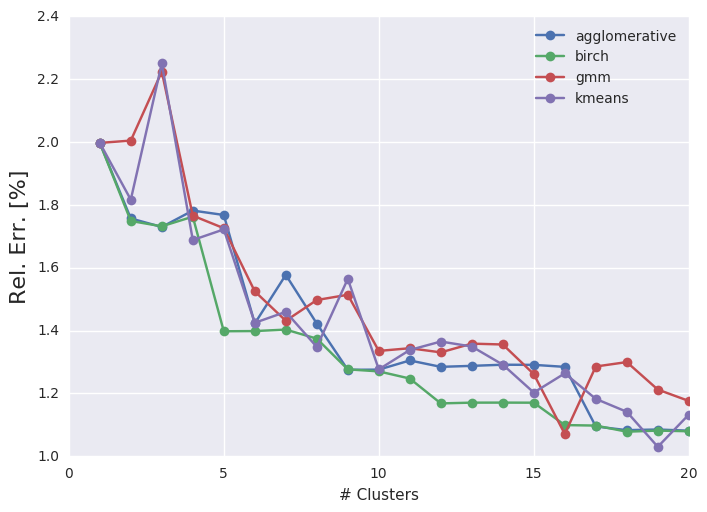 2.4
2.2
2.0
1.8
1.6
1.4
1.2
1.0
0
5
10
15
20
Rel. Err. [%]
# Clusters
agglomerative
birch
gmm
kmeans